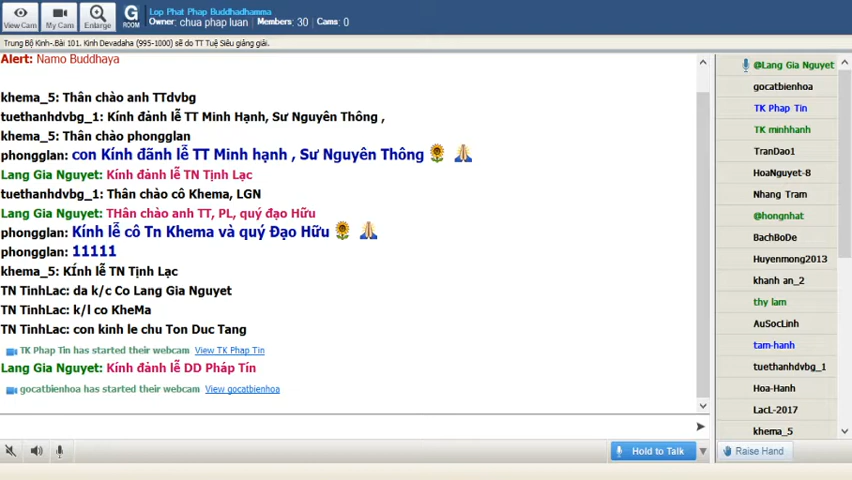 View Cam
My Cam
Enlarge
G
ROOM
Lop Phat Phap Buddhadhamma
Owner: chua phap luan Members: 30 Cams: 0
Trung Bộ Kinh-.Bài 101. Kinh Devadaha (995-1000) sẽ do TT Tuệ Siêu giảng giải.
Alert: Namo Buddhaya
khema_5: Thân chào anh TTdvbg
tuethanhdvbg_1: Kính đảnh lễ TT Minh Hạnh, Sư Nguyên Thông ,
khema_5: Thân chào phongglan
phongglan: con Kính đãnh lễ TT Minh hạnh , Sư Nguyên Thông 🌻 🙏
Lang Gia Nguyet: Kính đảnh lễ TN Tịnh Lạc
tuethanhdvbg_1: Thân chào cô Khema, LGN
Lang Gia Nguyet: THân chào anh TT, PL, quý đạo Hữu
phongglan: Kính lễ cô Tn Khema và quý Đạo Hữu 🌻 🙏
phongglan: 11111
khema_5: KÍnh lễ TN Tịnh Lạc
TN TinhLac: da k/c Co Lang Gia Nguyet
TN TinhLac: k/l co KheMa
TN TinhLac: con kinh le chu Ton Duc Tang
TK Phap Tin has started their webcam View TK Phap Tin
Lang Gia Nguyet: Kính đảnh lễ DD Pháp Tín
gocatbienhoa has started their webcam View gocatbienhoa
Hold to Talk
@Lang Gia Nguyet
gocatbienhoa
TK Phap Tin
TK minhhanh
TranDao1
HoaNguyet-8
Nhang Tram
@hongnhat
BachBoDe
Huyenmong2013
khanh an_2
thy lam
AuSocLinh
tam-hanh
tuethanhdvbg_1
Hoa-Hanh
LacL-2017
khema_5
Raise Hand